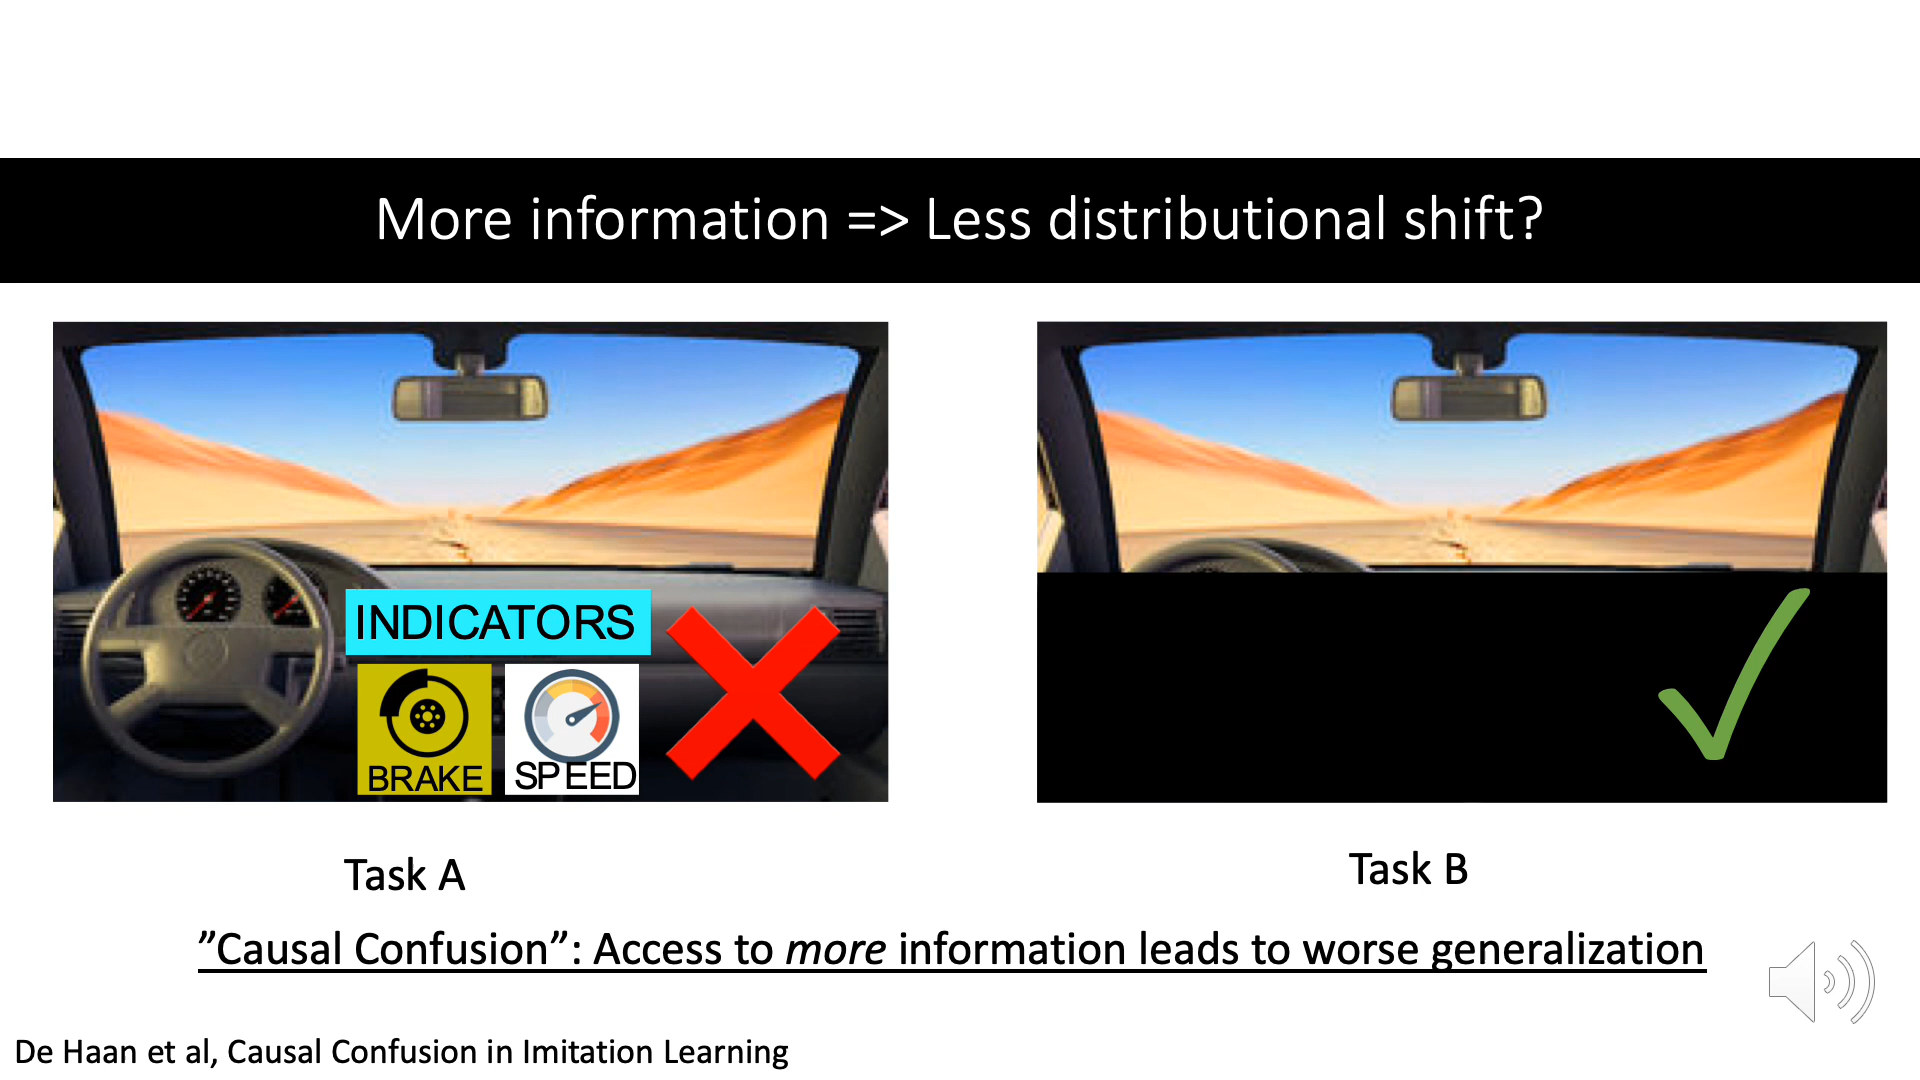 More information => Less distributional shift?
INDICATORS
BRAKE
SPEED
Task A
Task B
”Causal Confusion”: Access to more information leads to worse generalization
De Haan et al, Causal Confusion in Imitation Learning